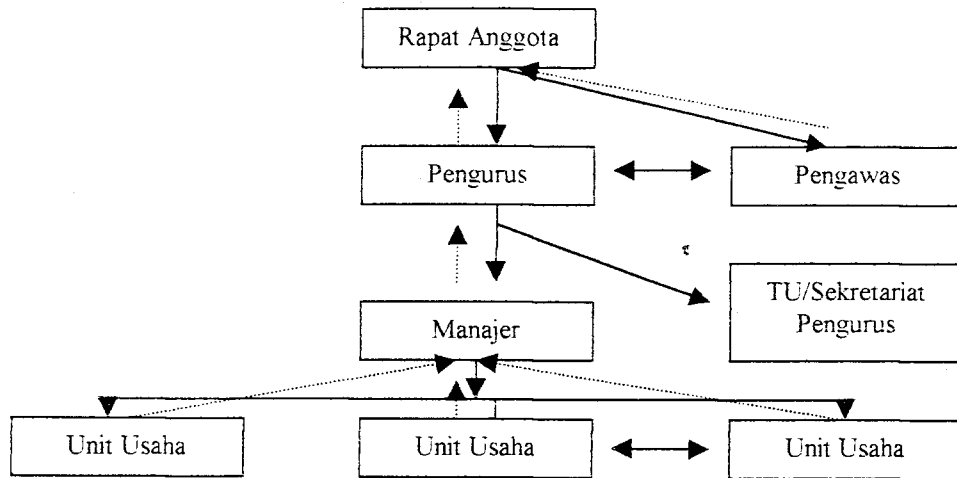 Rapat Anggota
Pengurus
Pengawas
TU/Sekretariat
Pengurus
Manajer
Unit Usaha
Unit Usaha
Unit Usaha